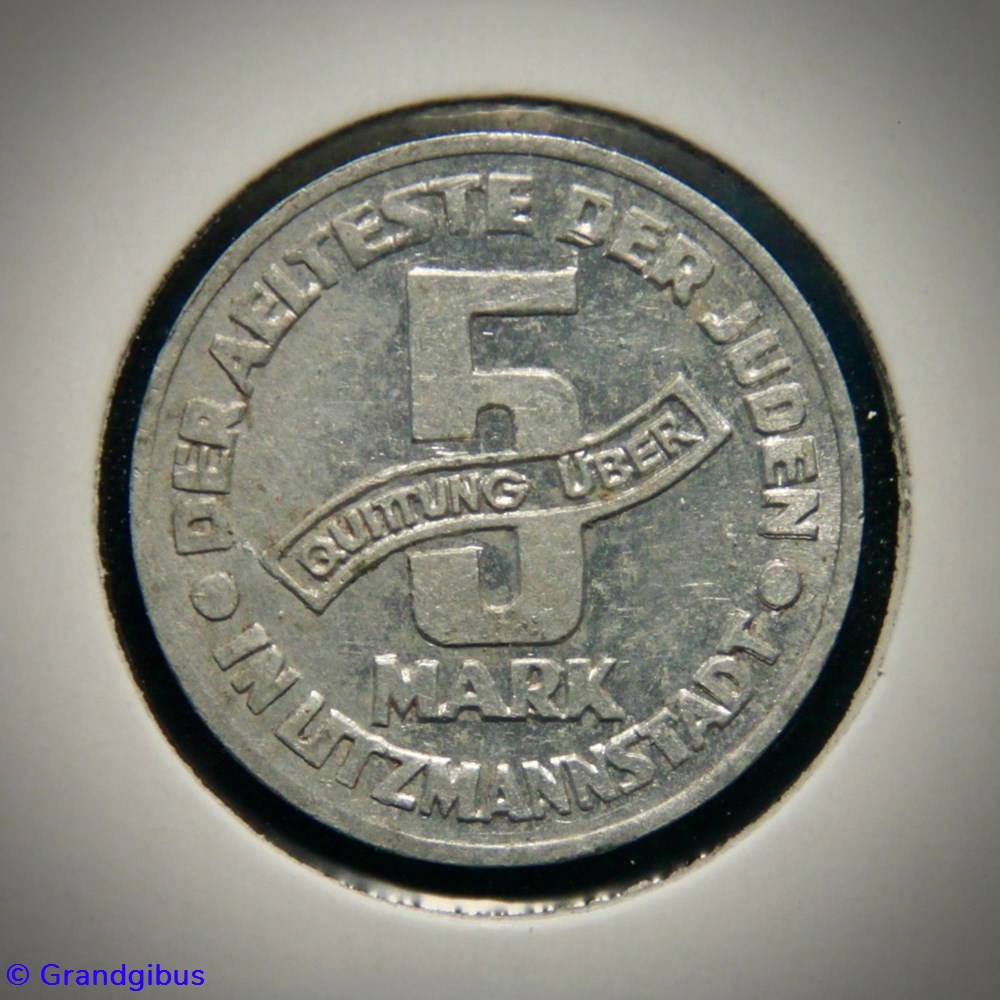 DER AELTESTE DER JUDEN
5
QUITTUNG ÜBER
MARK
IN LITZMANNSTADT
© Grandgibus